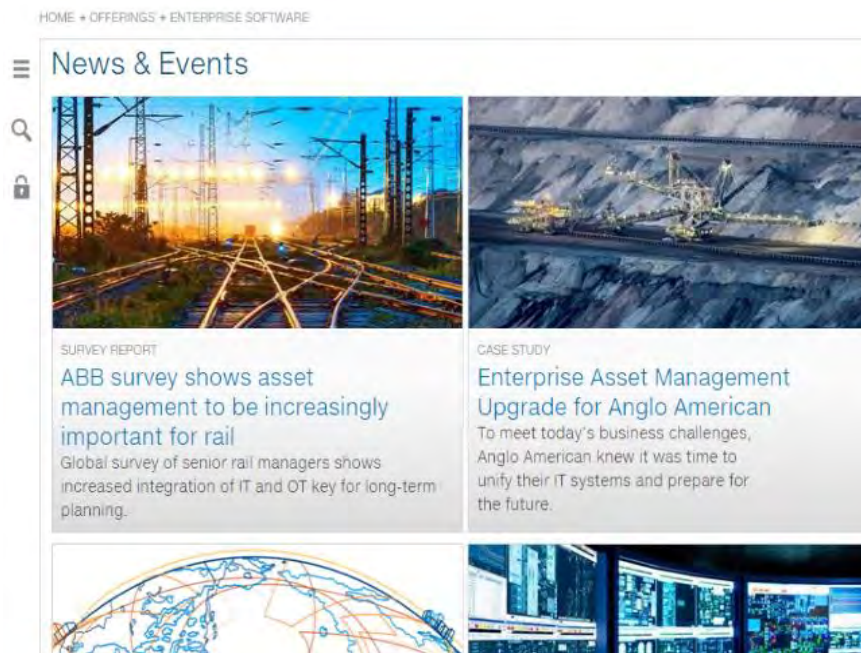 HOME + OFFERINGS + ENTERPRISE SOFTWARE
News & Events
SURVEY REPORT
ABB survey shows asset
management to be increasingly
important for rail
Global survey of senior rail managers shows
increased integration of IT and OT key for long-term
planning.
CASE STUDY
Enterprise Asset Management
Upgrade for Anglo American
To meet today's business challenges,
Anglo American knew it was time to
unify their IT systems and prepare for
the future.